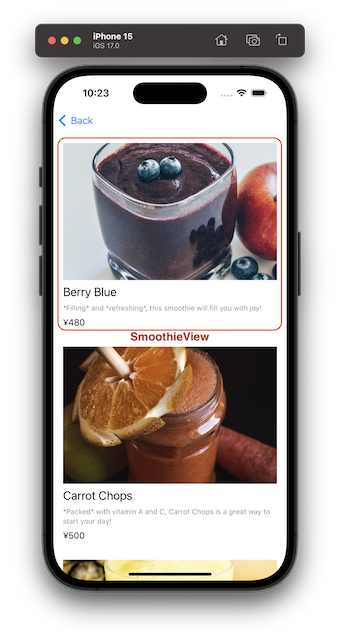 iPhone 15
iOS 17.0
10:23
Back
Berry Blue
*Filling* and *refreshing*, this smoothie will fill you with joy!
¥480
SmoothieView
Carrot Chops
*Packed* with vitamin A and C, Carrot Chops is a great way to
start your day!
¥500